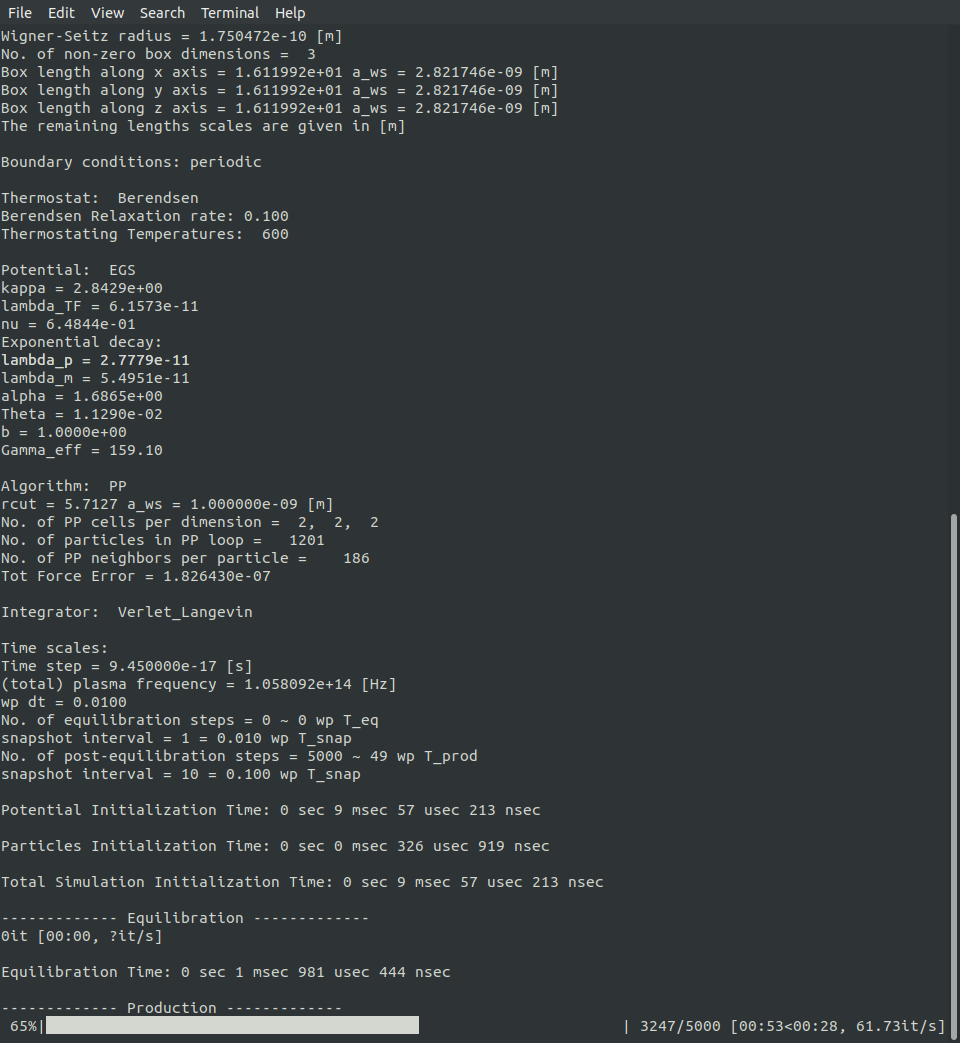 File Edit View Search Terminal Help
Wigner-Seitz radius = 1.750472e-10 [m]
No. of non-zero box dimensions =  3
Box length along x axis = 1.611992e+01 a_ws = 2.821746e-09 [m]
Box length along y axis = 1.611992e+01 a_ws = 2.821746e-09 [m]
Box length along z axis = 1.611992e+01 a_ws = 2.821746e-09 [m]
The remaining lengths scales are given in [m]
Boundary conditions: periodic
Thermostat:  Berendsen
Berendsen Relaxation rate: 0.100
Thermostating Temperatures:  600
Potential:  EGS
kappa = 2.8429e+00
lambda_TF = 6.1573e-11
nu = 6.4844e-01
Exponential decay:
lambda_p = 2.7779e-11
lambda_m = 5.4951e-11
alpha = 1.6865e+00
Theta = 1.1290e-02
b = 1.0000e+00
Gamma_eff = 159.10
Algorithm:  PP
rcut = 5.7127 a_ws = 1.000000e-09 [m]
No. of PP cells per dimension =  2,  2,  2
No. of particles in PP loop =   1201
No. of PP neighbors per particle =    186
Tot Force Error = 1.826430e-07
Integrator:  Verlet_Langevin
Time scales:
Time step = 9.450000e-17 [s]
(total) plasma frequency = 1.058092e+14 [Hz]
wp dt = 0.0100
No. of equilibration steps = 0 ~ 0 wp T_eq
snapshot interval = 1 = 0.010 wp T_snap
No. of post-equilibration steps = 5000 ~ 49 wp T_prod
snapshot interval = 10 = 0.100 wp T_snap
Potential Initialization Time: 0 sec 9 msec 57 usec 213 nsec
Particles Initialization Time: 0 sec 0 msec 326 usec 919 nsec
Total Simulation Initialization Time: 0 sec 9 msec 57 usec 213 nsec
------------- Equilibration -------------
0it [00:00, ?it/s]
Equilibration Time: 0 sec 1 msec 981 usec 444 nsec
------------- Production -------------
65%| | 3247/5000 [00:53<00:28, 61.73it/s]